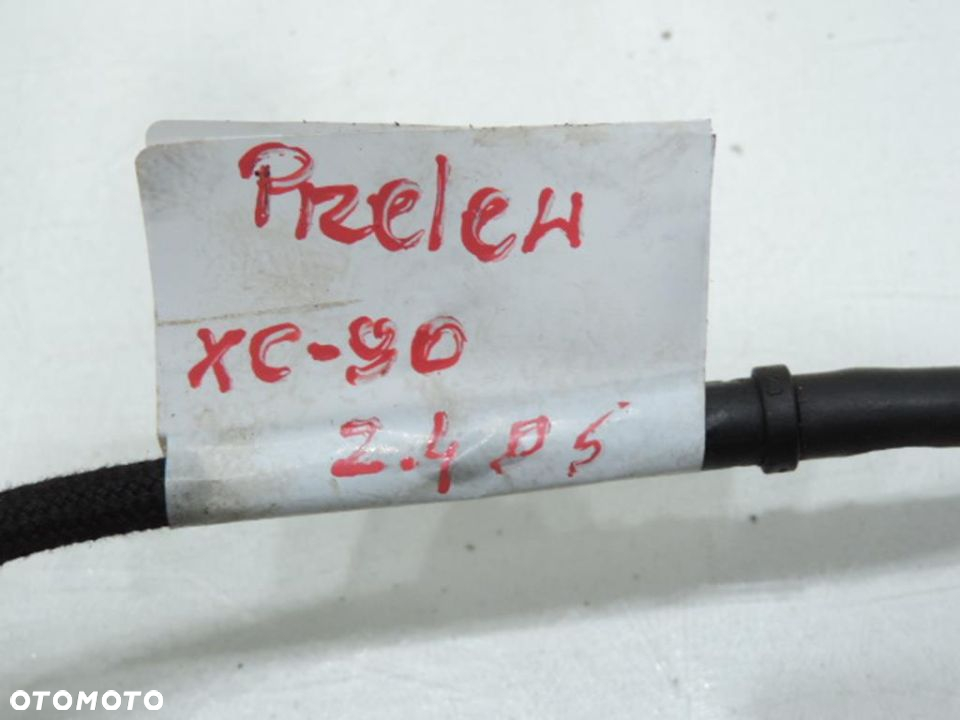 Przelew
XC-90
2.4 D5
OTOMOTO